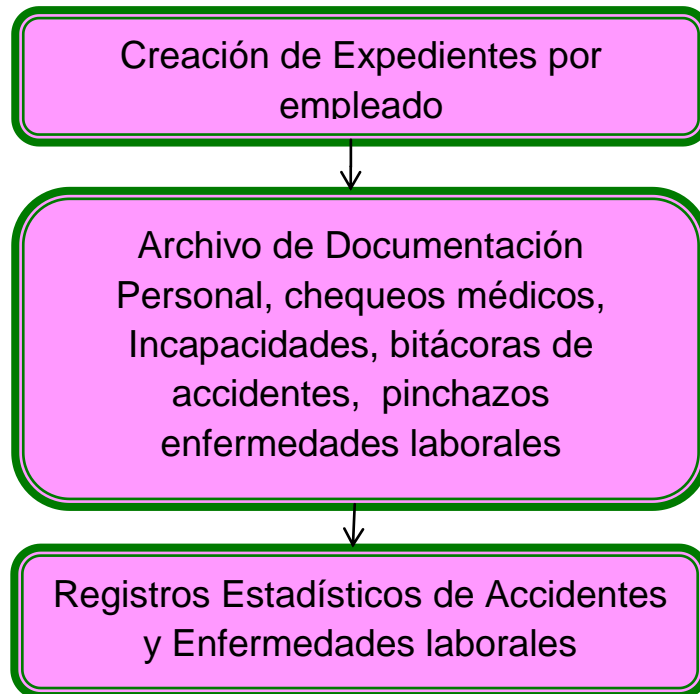 Creación de Expedientes por
empleado
Archivo de Documentación
Personal, chequeos médicos,
Incapacidades, bitácoras de
accidentes,  pinchazos
enfermedades laborales
Registros Estadísticos de Accidentes
y Enfermedades laborales